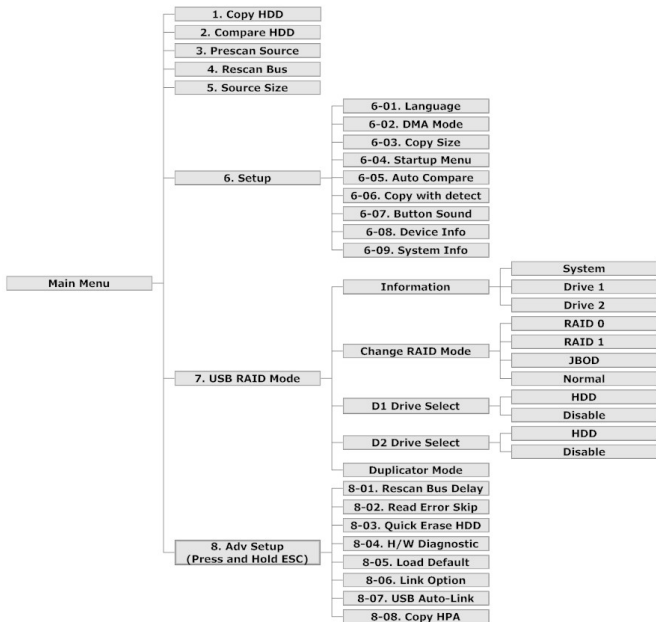 1. Copy HDD
2. Compare HDD
3. Prescan Source
4. Rescan Bus
5. Source Size
6-01. Language
6-02. DMA Mode
6-03. Copy Size
6-04. Startup Menu
6. Setup
6-05. Auto Compare
6-06. Copy with detect
6-07. Button Sound
6-08. Device Info
6-09. System Info
Main Menu
7. USB RAID Mode
Information
System
Drive 1
Drive 2
Change RAID Mode
RAID 0
RAID 1
JBOD
Normal
D1 Drive Select
HDD
Disable
D2 Drive Select
HDD
Disable
Duplicator Mode
8. Adv Setup
(Press and Hold ESC)
8-01. Rescan Bus Delay
8-02. Read Error Skip
8-03. Quick Erase HDD
8-04. H/W Diagnostic
8-05. Load Default
8-06. Link Option
8-07. USB Auto-Link
8-08. Copy HPA